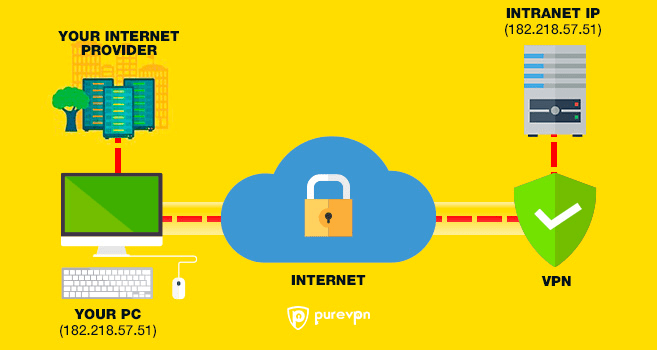 YOUR INTERNET
PROVIDER
INTRANET IP
(182.218.57.51)
INTERNET
VPN
YOUR PC
(182.218.57.51)
purevpn